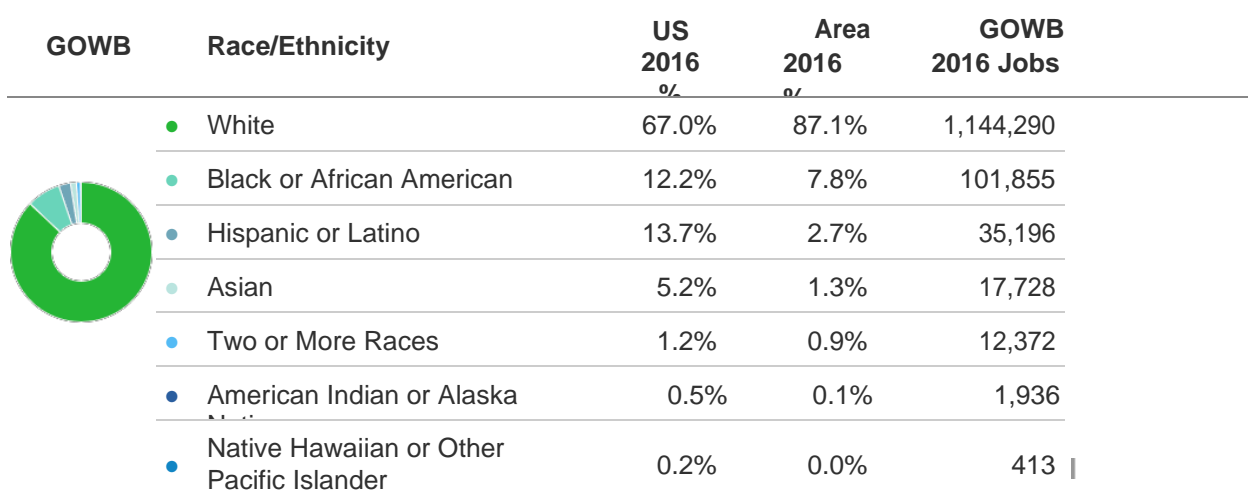 GOWB Race/Ethnicity US 2016 % Area 2016 % GOWB 2016 Jobs
White 67.0% 87.1% 1,144,290
Black or African American 12.2% 7.8% 101,855
Hispanic or Latino 13.7% 2.7% 35,196
Asian 5.2% 1.3% 17,728
Two or More Races 1.2% 0.9% 12,372
American Indian or Alaska 0.5% 0.1% 1,936
Native Hawaiian or Other
Pacific Islander 0.2% 0.0% 413